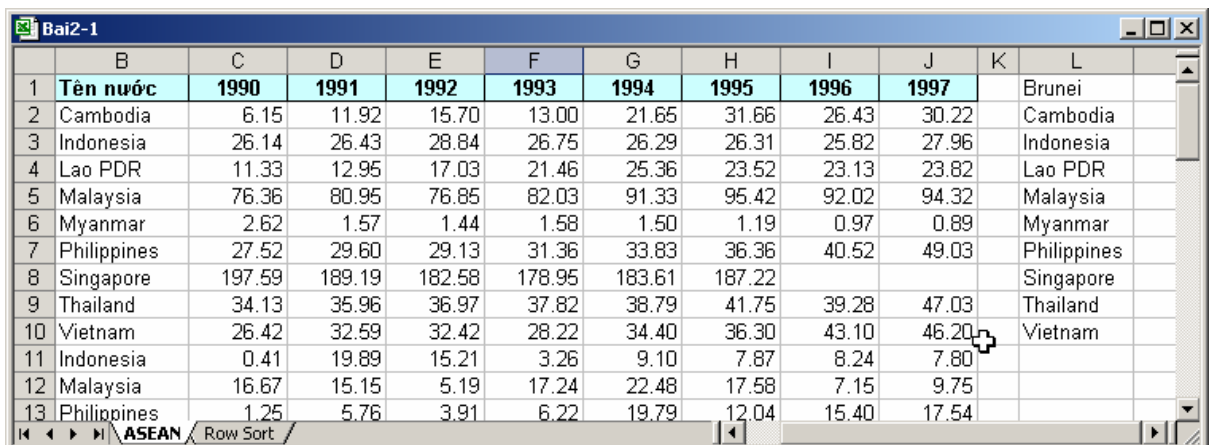 Bai2-1
B C D E F G H I J K L
1 Tên nước 1990 1991 1992 1993 1994 1995 1996 1997 Brunei
2 Cambodia 6.15 11.92 15.70 13.00 21.65 31.66 26.43 30.22 Cambodia
3 Indonesia 26.14 26.43 28.84 26.75 26.29 26.31 25.82 27.96 Indonesia
4 Lao PDR 11.33 12.95 17.03 21.46 25.36 23.52 23.13 23.82 Lao PDR
5 Malaysia 76.36 80.95 76.85 82.03 91.33 95.42 92.02 94.32 Malaysia
6 Myanmar 2.62 1.57 1.44 1.58 1.50 1.19 0.97 0.89 Myanmar
7 Philippines 27.52 29.60 29.13 31.36 33.83 36.36 40.52 49.03 Philippines
8 Singapore 197.59 189.19 182.58 178.95 183.61 187.22 Singapore
9 Thailand 34.13 35.96 36.97 37.82 38.79 41.75 39.28 47.03 Thailand
10 Vietnam 26.42 32.59 32.42 28.22 34.40 36.30 43.10 46.20 Vietnam
11 Indonesia 0.41 19.89 15.21 3.26 9.10 7.87 8.24 7.80
12 Malaysia 16.67 15.15 5.19 17.24 22.48 17.58 7.15 9.75
13 Philippines 1.25 5.76 3.91 6.22 19.79 12.04 15.40 17.54
ASEAN Row Sort